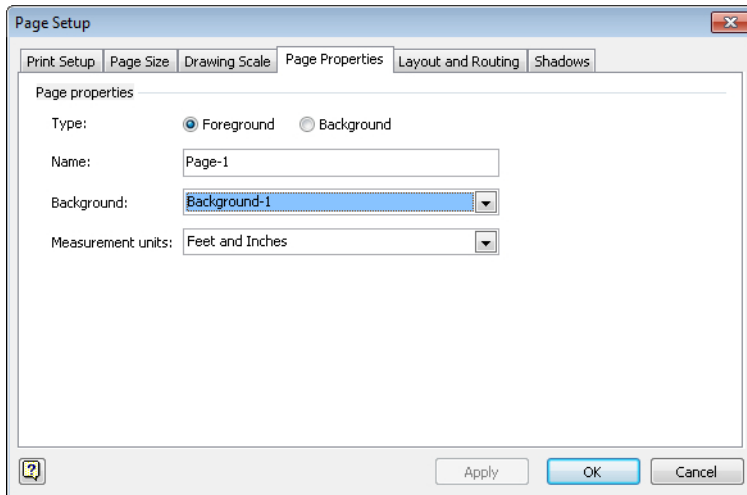 Page Setup
Print Setup Page Size Drawing Scale Page Properties Layout and Routing Shadows
Page properties
Type: Foreground Background
Name: Page-1
Background: Background-1
Measurement units: Feet and Inches
? Apply OK Cancel